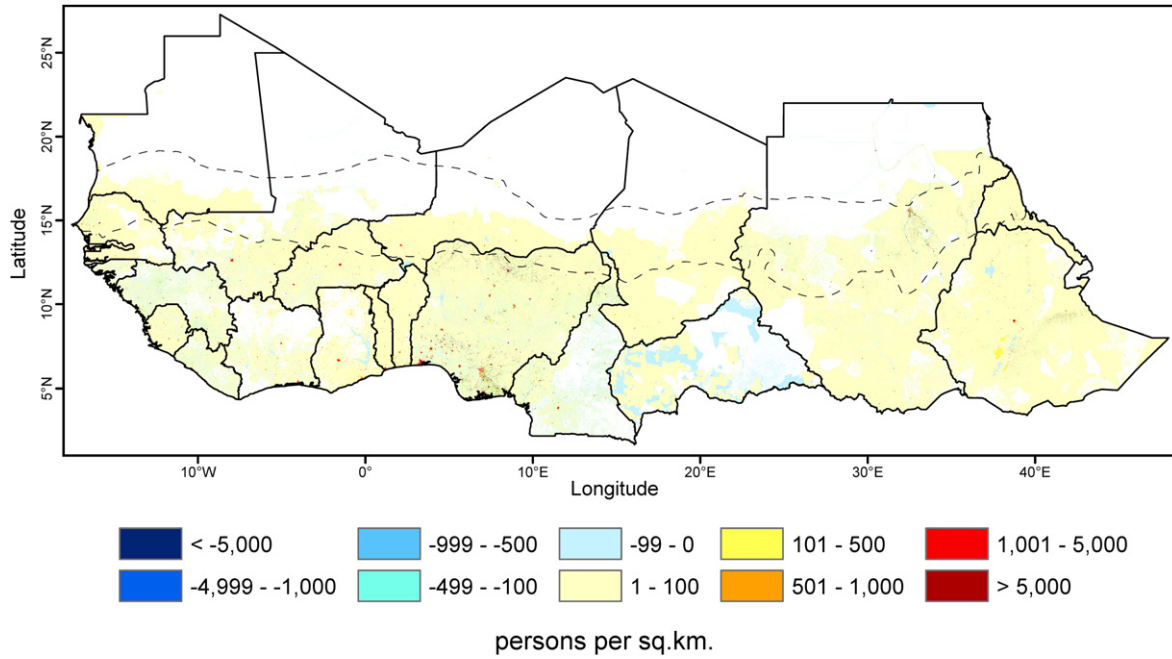 25°N
20°N
15°N
10°N
5°N
Latitude
10°W 0° 10°E 20°E 30°E 40°E
Longitude
< -5,000 -999 - -500 -99 - 0 101 - 500 1,001 - 5,000
-4,999 - -1,000 -499 - -100 1 - 100 501 - 1,000 > 5,000
persons per sq.km.